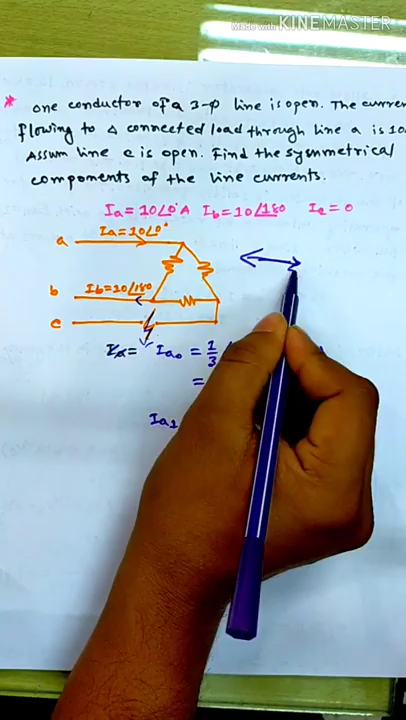 Made with KINEMASTER
* one conductor of a 3-φ line is open. The curren
flowing to Δ connected load through line a is 10
Assum line c is open. Find the symmetrical
components of the line currents.
Ia = 10∠0° A Ib = 10∠180 Ic = 0
a Ia = 10∠0°
b Ib = 10∠180
c
Ia0 = 1/3
=
Ia1